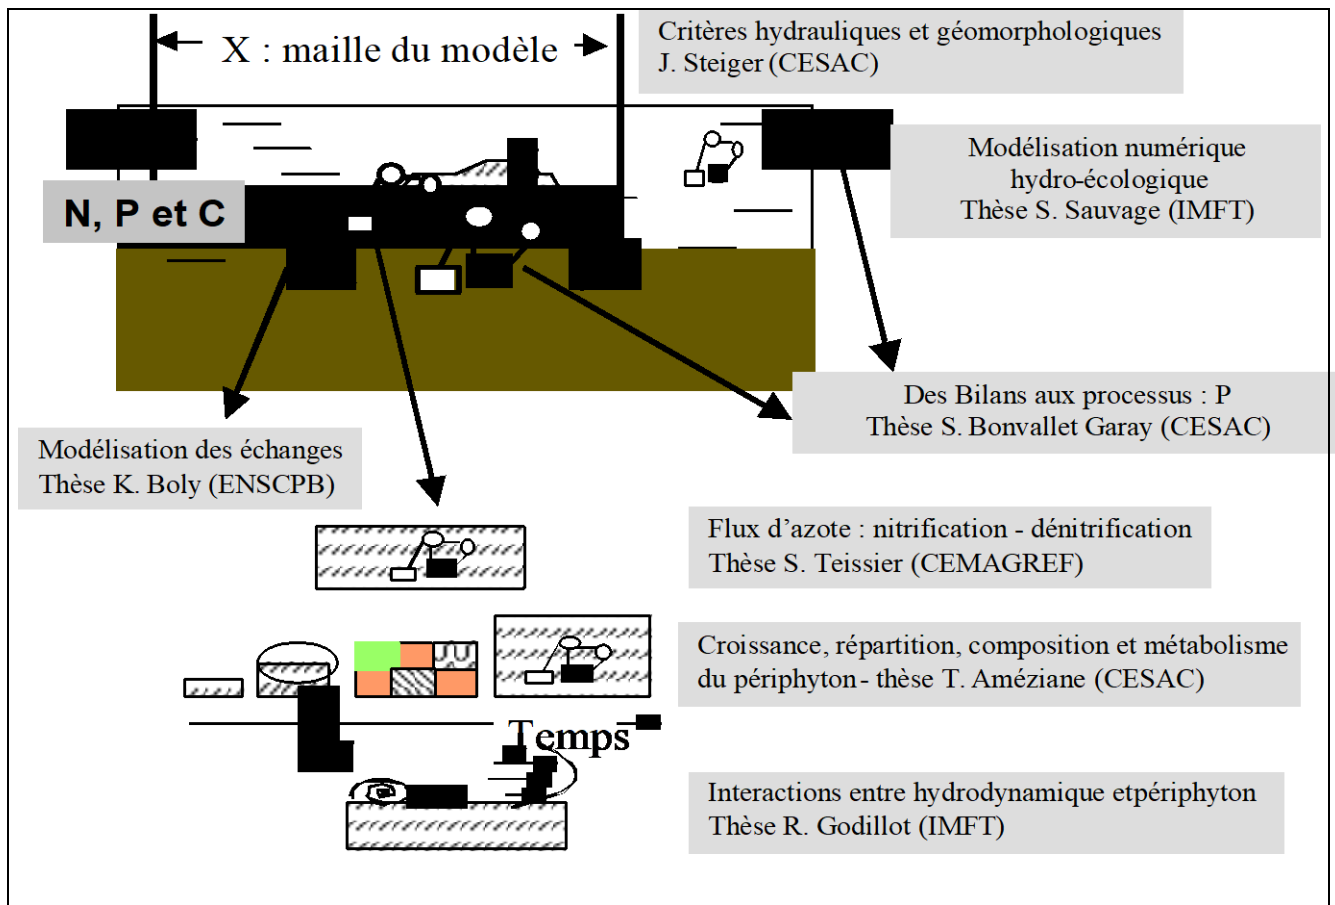 X : maille du modèle
Critères hydrauliques et géomorphologiques
J. Steiger (CESAC)
Modélisation numérique
hydro-écologique
Thèse S. Sauvage (IMFT)
N, P et C
Des Bilans aux processus : P
Thèse S. Bonvallet Garay (CESAC)
Modélisation des échanges
Thèse K. Boly (ENSCPB)
Flux d’azote : nitrification - dénitrification
Thèse S. Teissier (CEMAGREF)
Croissance, répartition, composition et métabolisme
du périphyton - thèse T. Améziane (CESAC)
Temps
Interactions entre hydrodynamique etpériphyton
Thèse R. Godillot (IMFT)